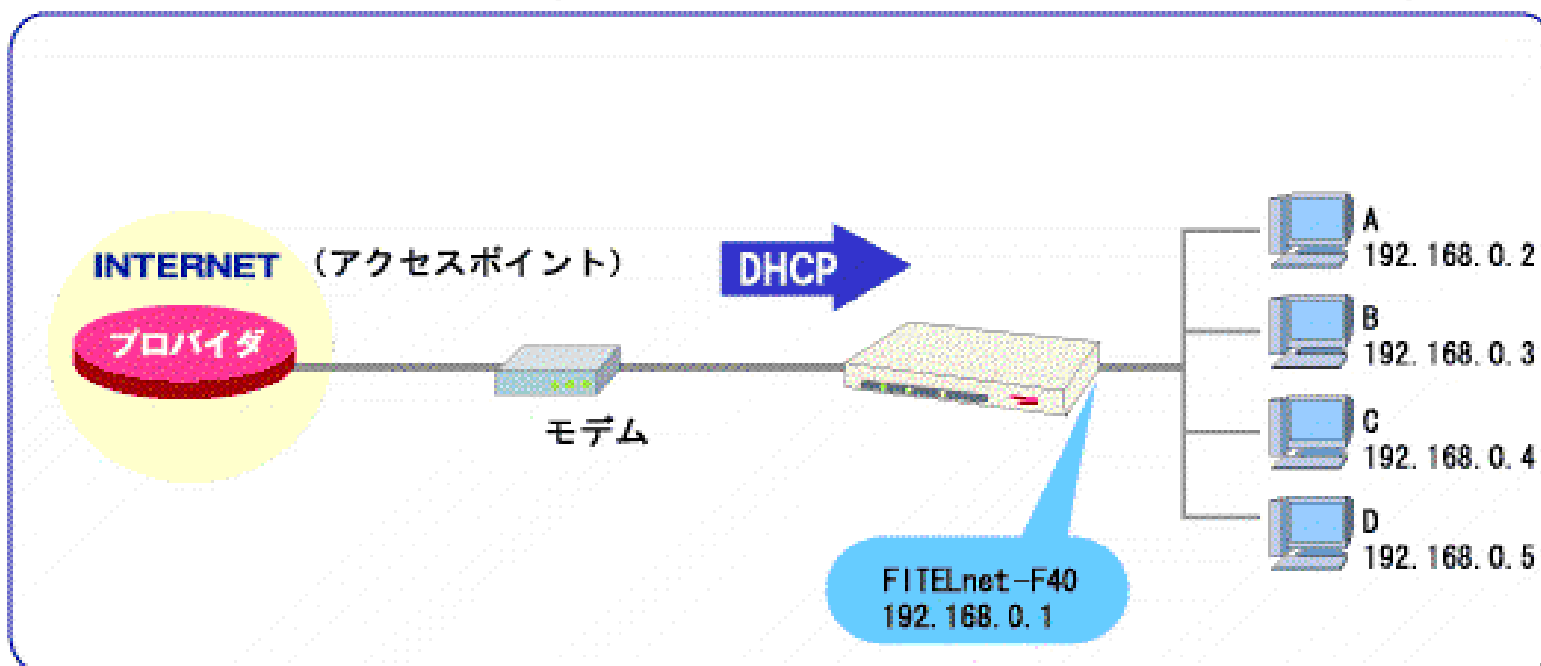 INTERNET (アクセスポイント)
プロバイダ
モデム
DHCP
FITELnet-F40
192.168.0.1
A
192.168.0.2
B
192.168.0.3
C
192.168.0.4
D
192.168.0.5